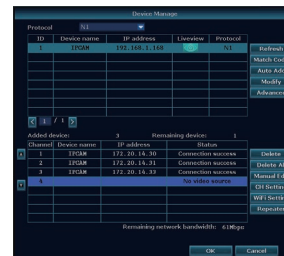 Device Manage
Protocol N1
ID Device name IP address Liveview Protocol
1 IPCAM 192.168.1.168 N1
Refresh
Match Cod
Auto Add
Modify
Advance
1 / 1
Added device: 3 Remaining device: 1
Channel Device name IP address Status
1 IPCAM 172.20.14.30 Connection success
2 IPCAM 172.20.14.31 Connection success
3 IPCAM 172.20.14.33 Connection success
4 No video source
Delete
Delete Al
Manual Ed
CH Settin
WiFi Settin
Repeater
Remaining network bandwidth: 61Mbps
OK Cancel